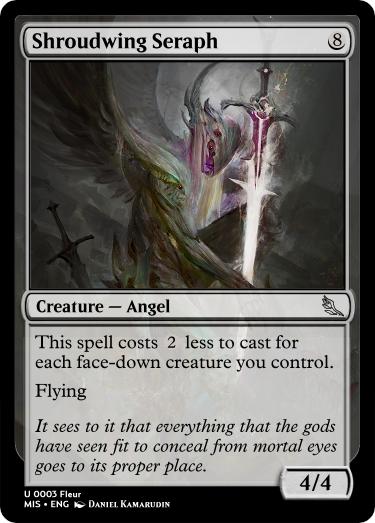 Shroudwing Seraph 8
Creature — Angel
This spell costs 2 less to cast for
each face-down creature you control.
Flying
It sees to it that everything that the gods
have seen fit to conceal from mortal eyes
goes to its proper place.
4/4
U 0003 Fleur
MIS • ENG Daniel Kamarudin